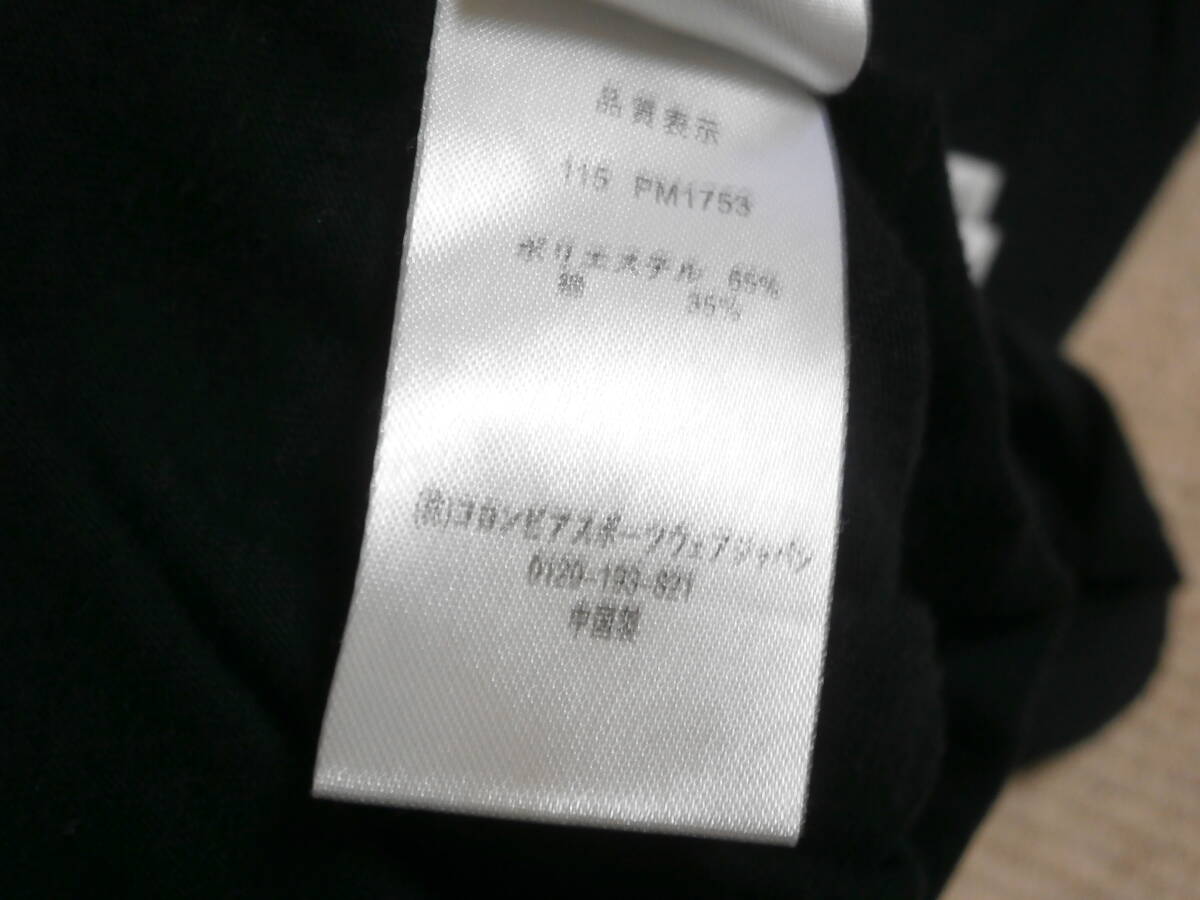 品質表示
115 PM1753
ポリエステル 65%
綿 35%
(株)コロンビアスポーツウェアジャパン
0120-193-821
中国製